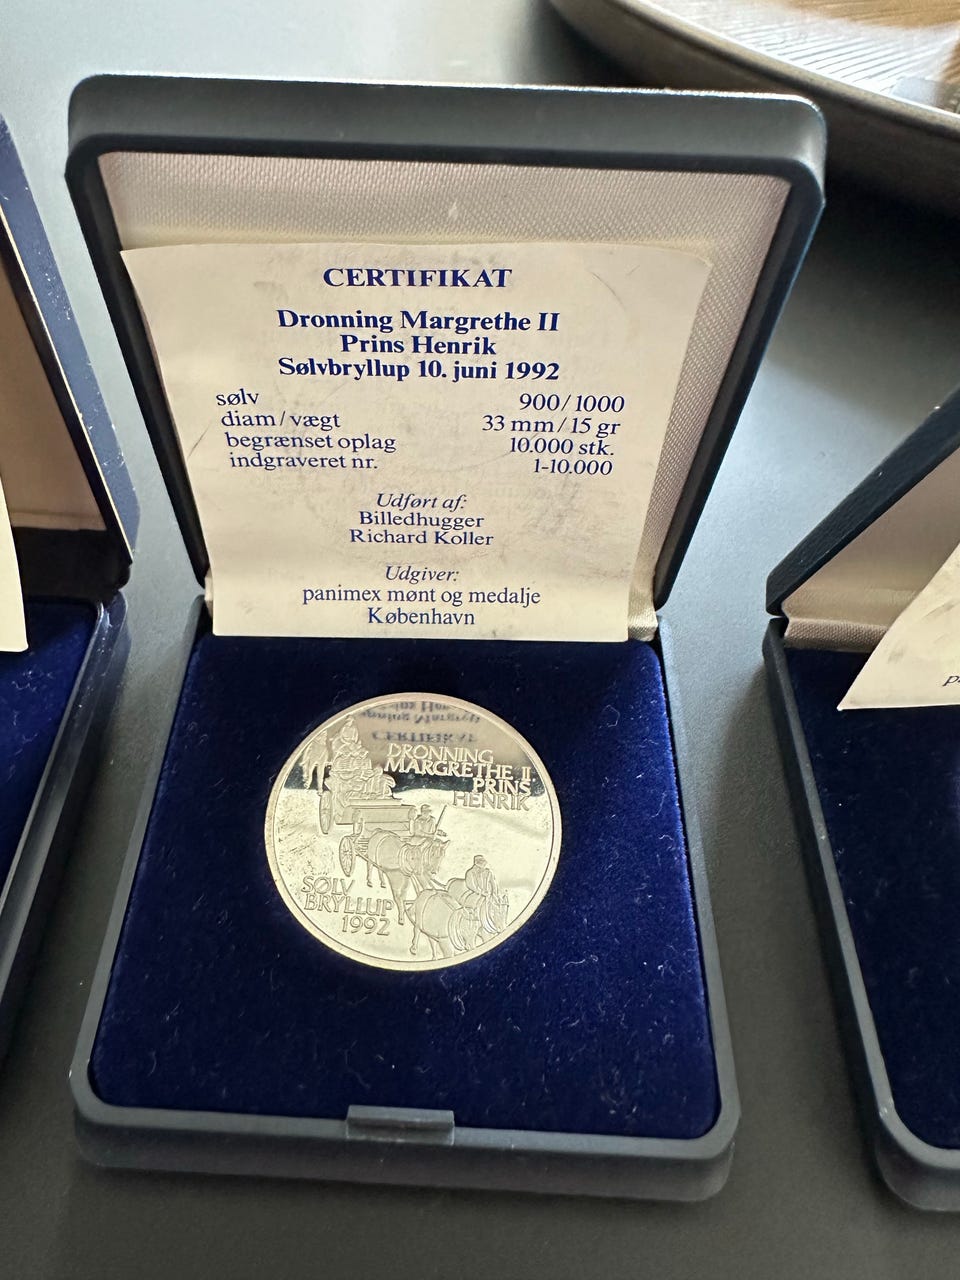 CERTIFIKAT
Dronning Margrethe II
Prins Henrik
Sølvbryllup 10. juni 1992
sølv 900/1000
diam/vægt 33 mm/15 gr
begrænset oplag 10.000 stk.
indgraveret nr. 1-10.000
Udført af:
Billedhugger
Richard Koller
Udgiver:
panimex mønt og medalje
København
DRONNING
MARGRETHE II
PRINS
HENRIK
SØLV
BRYLLUP
1992